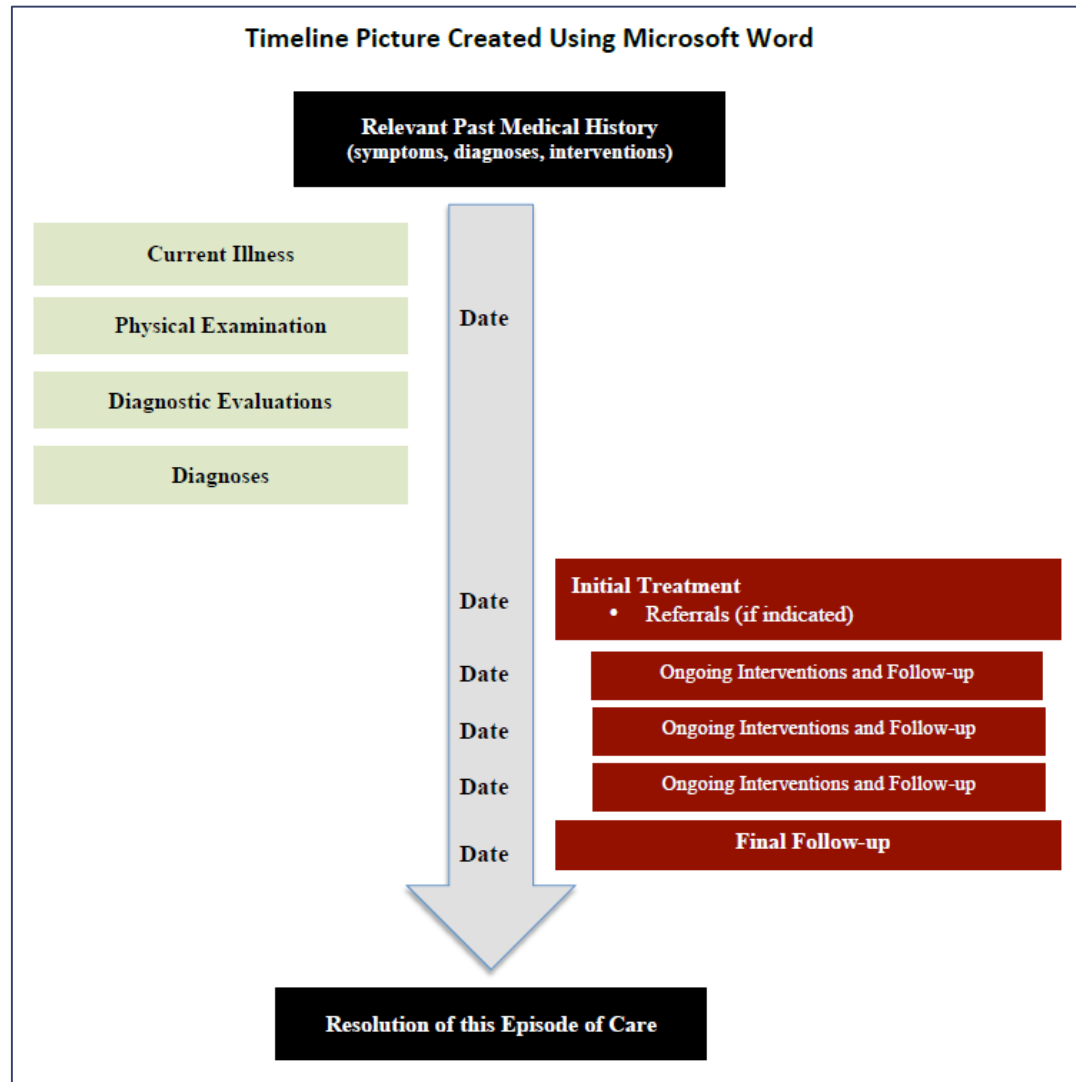 Timeline Picture Created Using Microsoft Word
Relevant Past Medical History
(symptoms, diagnoses, interventions)
Current Illness
Physical Examination
Date
Diagnostic Evaluations
Diagnoses
Date
Initial Treatment
• Referrals (if indicated)
Date
Ongoing Interventions and Follow-up
Date
Ongoing Interventions and Follow-up
Date
Ongoing Interventions and Follow-up
Date
Final Follow-up
Resolution of this Episode of Care